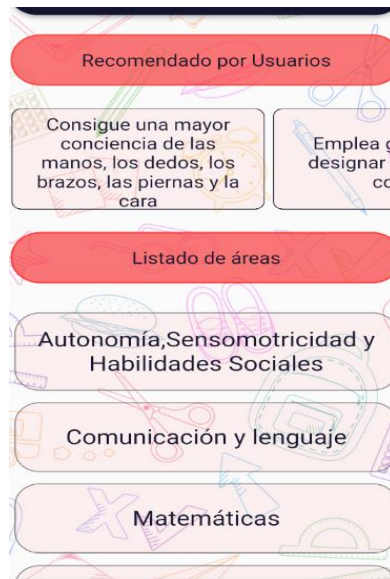 Recomendado por Usuarios
Consigue una mayor
conciencia de las
manos, los dedos, los
brazos, las piernas y la
cara
Emplea
designar
Listado de áreas
Autonomía,Sensomotricidad y
Habilidades Sociales
Comunicación y lenguaje
Matemáticas